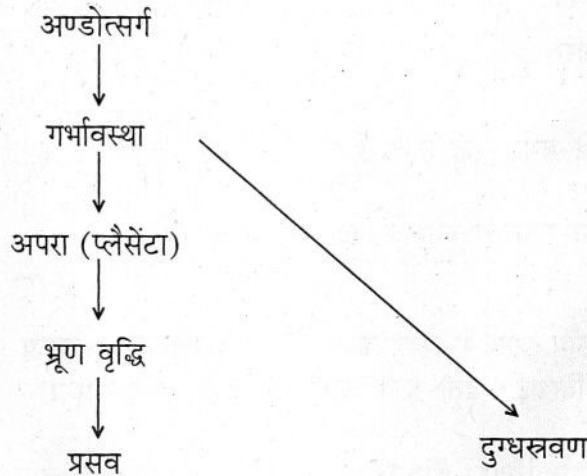 अण्डोत्सर्ग
गर्भावस्था
अपरा (प्लैसेंटा)
भ्रूण वृद्धि
प्रसव
दुग्धस्रवण